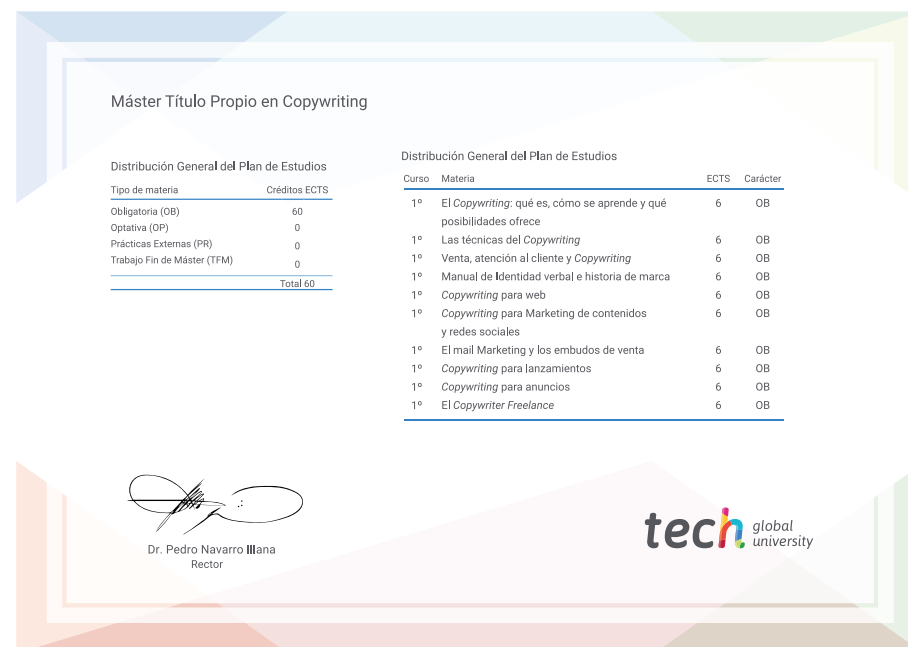 Máster Título Propio en Copywriting
Distribución General del Plan de Estudios
Tipo de materia Créditos ECTS
Obligatoria (OB) 60
Optativa (OP) 0
Prácticas Externas (PR) 0
Trabajo Fin de Máster (TFM) 0
Total 60
Distribución General del Plan de Estudios
Curso Materia ECTS Carácter
1º El Copywriting: qué es, cómo se aprende y qué 6 OB
posibilidades ofrece
1º Las técnicas del Copywriting 6 OB
1º Venta, atención al cliente y Copywriting 6 OB
1º Manual de Identidad verbal e historia de marca 6 OB
1º Copywriting para web 6 OB
1º Copywriting para Marketing de contenidos 6 OB
y redes sociales
1º El mail Marketing y los embudos de venta 6 OB
1º Copywriting para lanzamientos 6 OB
1º Copywriting para anuncios 6 OB
1º El Copywriter Freelance 6 OB
Dr. Pedro Navarro Illana
Rector
tech global
university